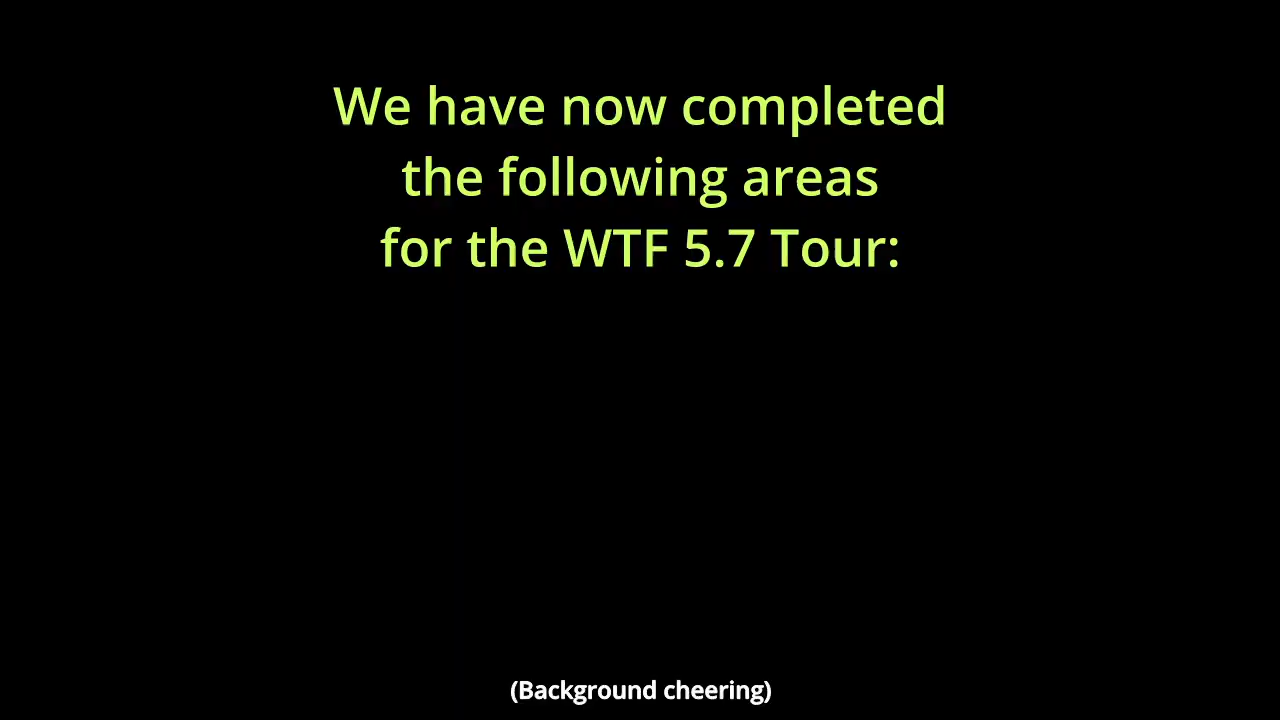 We have now completed
the following areas
for the WTF 5.7 Tour:
(Background cheering)